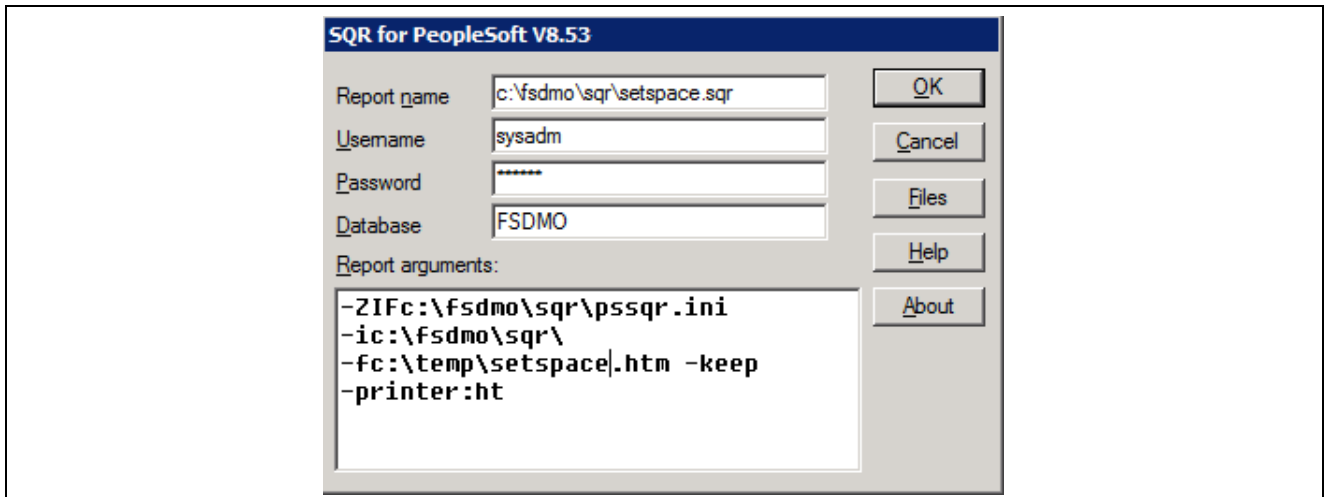 SQR for PeopleSoft V8.53
Report name
c:\fsdmo\sqr\setspace.sqr
OK
Username
sysadm
Cancel
Password
******
Files
Database
FSDMO
Help
Report arguments:
About
-ZIFc:\fsdmo\sqr\pssqr.ini
-ic:\fsdmo\sqr\
-fc:\temp\setspace.htm -keep
-printer:ht